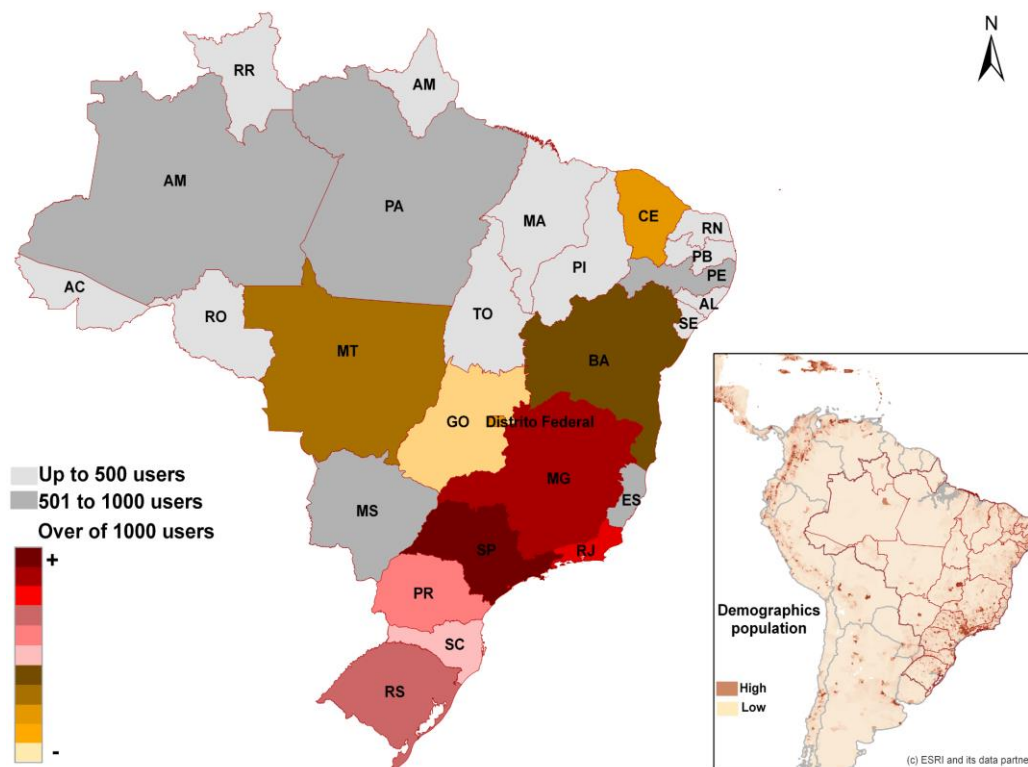 N
RR
AM
AM
PA
MA
CE
RN
PB
PE
PI
AL
SE
AC
RO
TO
MT
BA
GO
Distrito Federal
MG
ES
MS
SP
RJ
PR
SC
RS
Up to 500 users
501 to 1000 users
Over of 1000 users
+
-
Demographics
population
High
Low
(c) ESRI and its data partne